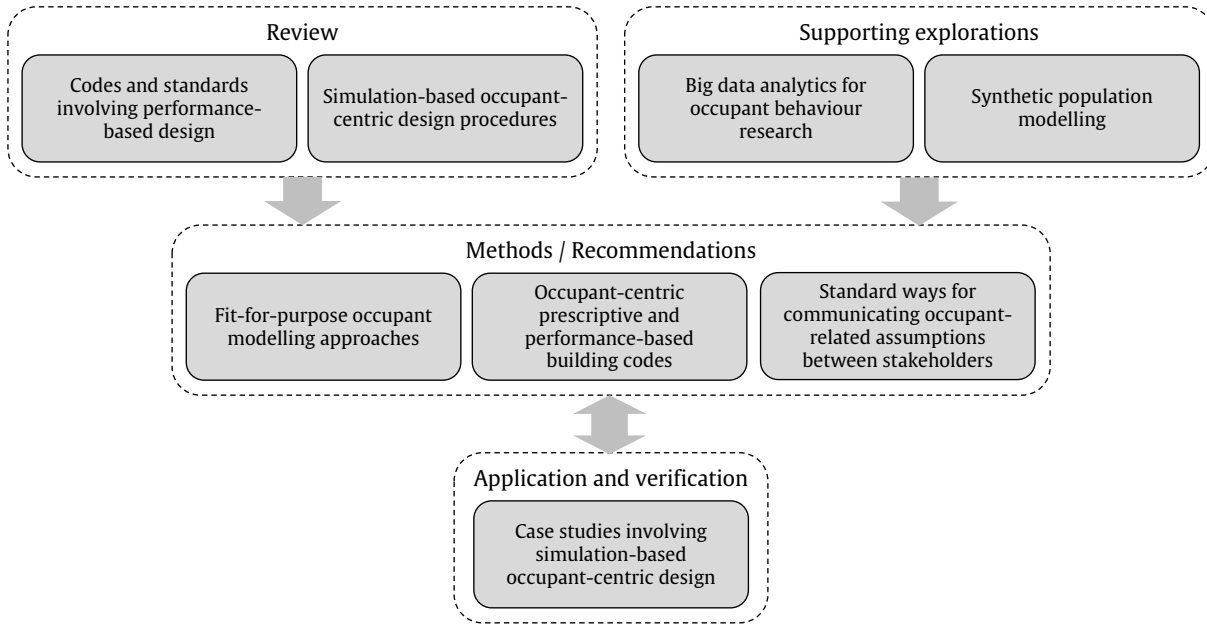 Review
Codes and standards
involving performance-
based design
Simulation-based occupant-
centric design procedures
Supporting explorations
Big data analytics for
occupant behaviour
research
Synthetic population
modelling
Methods / Recommendations
Fit-for-purpose occupant
modelling approaches
Occupant-centric
prescriptive and
performance-based
building codes
Standard ways for
communicating occupant-
related assumptions
between stakeholders
Application and verification
Case studies involving
simulation-based
occupant-centric design